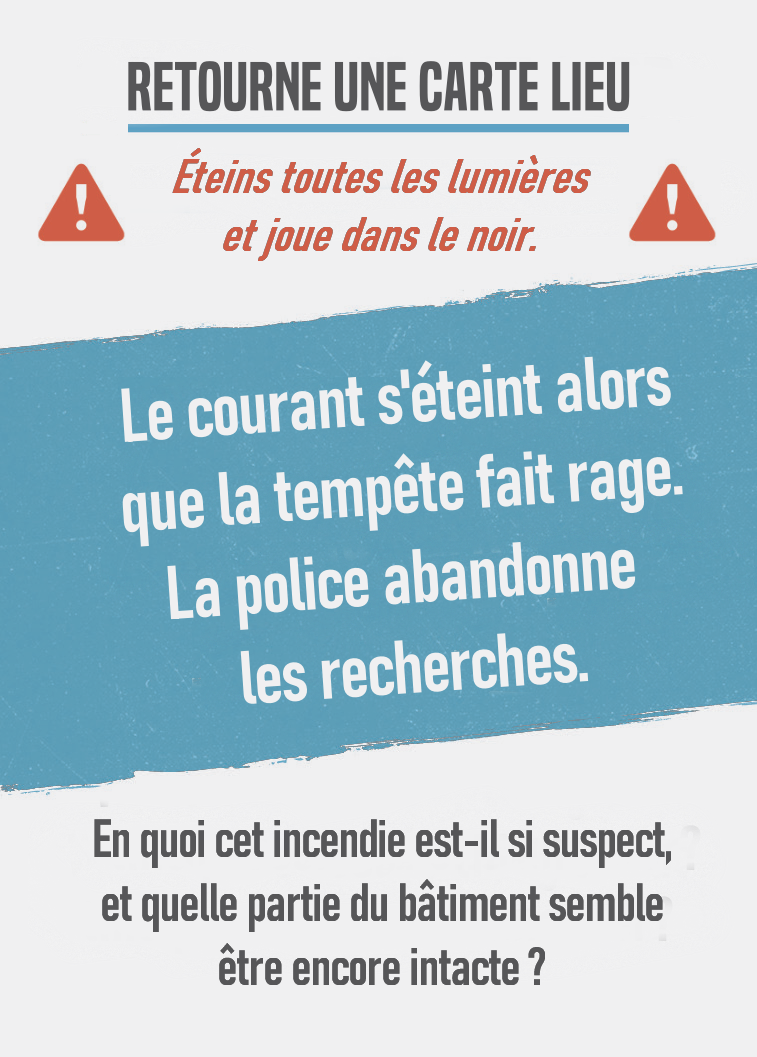 RETOURNE UNE CARTE LIEU
Éteins toutes les lumières
et joue dans le noir.
Le courant s'éteint alors
que la tempête fait rage.
La police abandonne
les recherches.
En quoi cet incendie est-il si suspect,
et quelle partie du bâtiment semble
être encore intacte ?